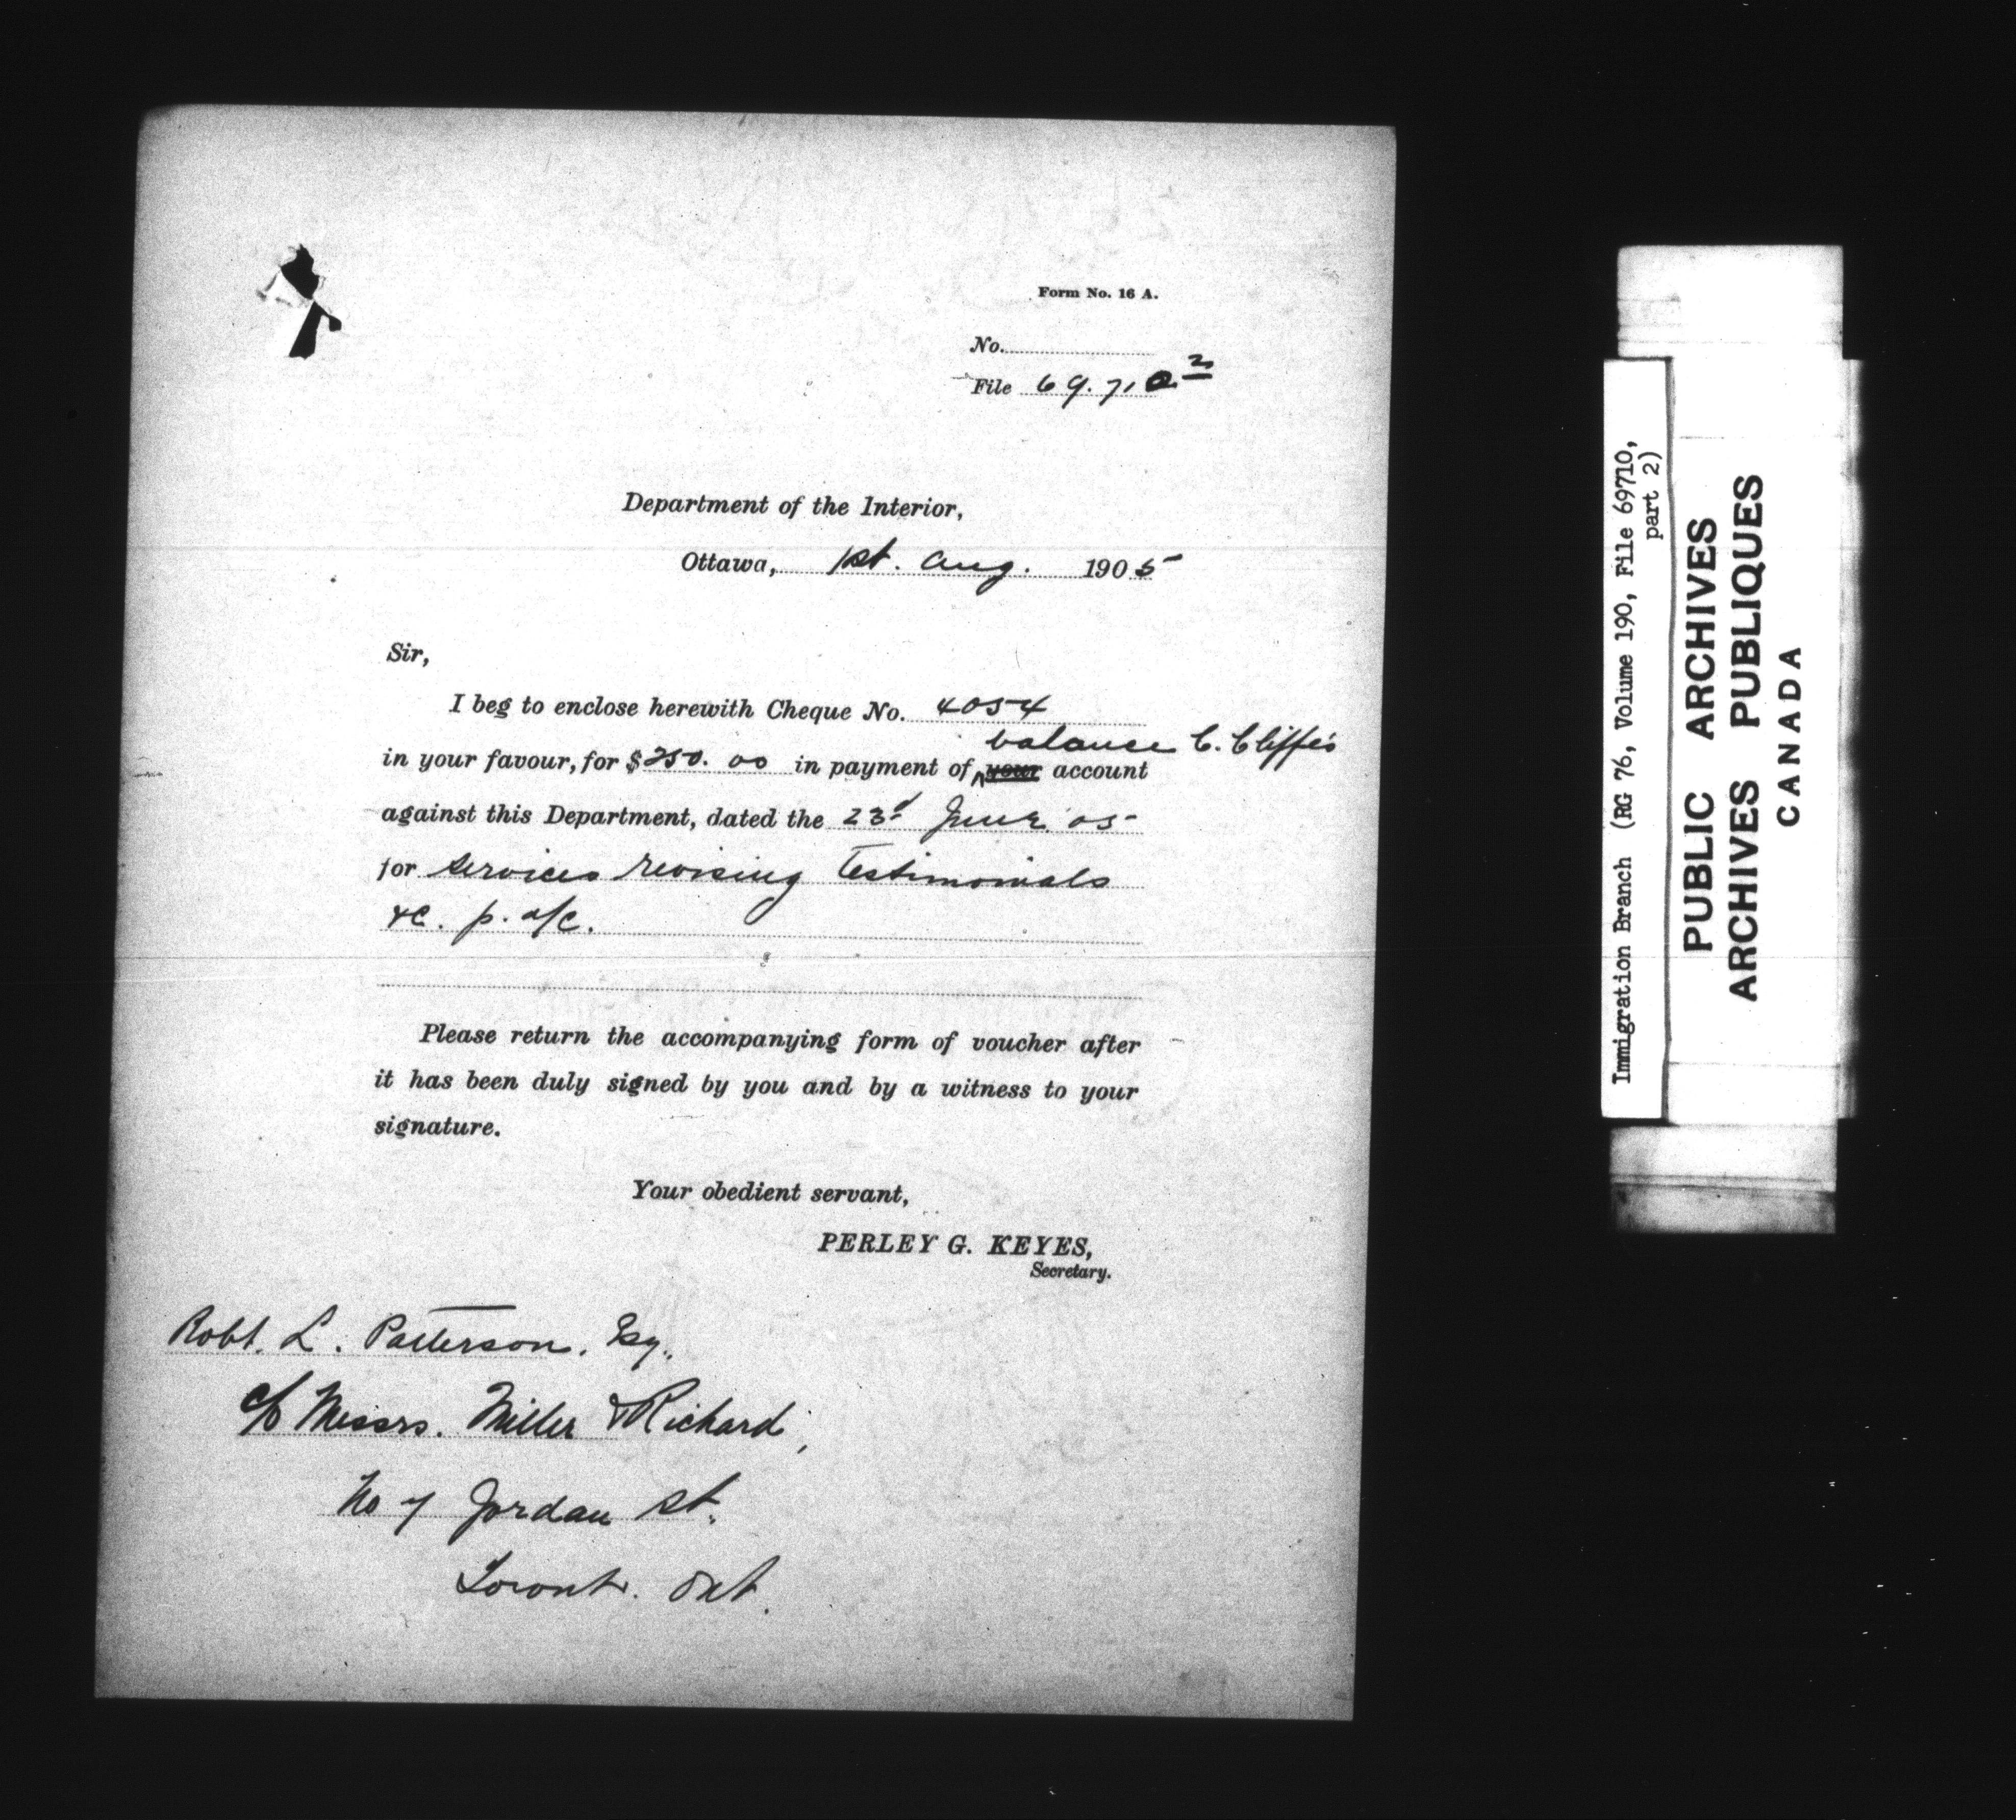 Form No. 16 A.
No.
File 69.710 2
Department of the Interior,
Ottawa, 1st. Aug. 1905
Sir,
I beg to enclose herewith Cheque No. 4054
balance C. Cliffe's
in your favour, for $250.00 in payment of your account
against this Department, dated the 23d June 05
for services revising Testimonials
&c. p. a/c.
Please return the accompanying form of voucher after
it has been duly signed by you and by a witness to your
signature.
Your obedient servant,
PERLEY G. KEYES,
Secretary.
Robt. L. Patterson, Esq.
c/o Messrs. Miller & Richard,
No 7 Jordan St.
Toronto. Ont.
Immigration Branch (RG 76, Volume 190, File 69710,
part 2)
PUBLIC ARCHIVES
ARCHIVES PUBLIQUES
CANADA